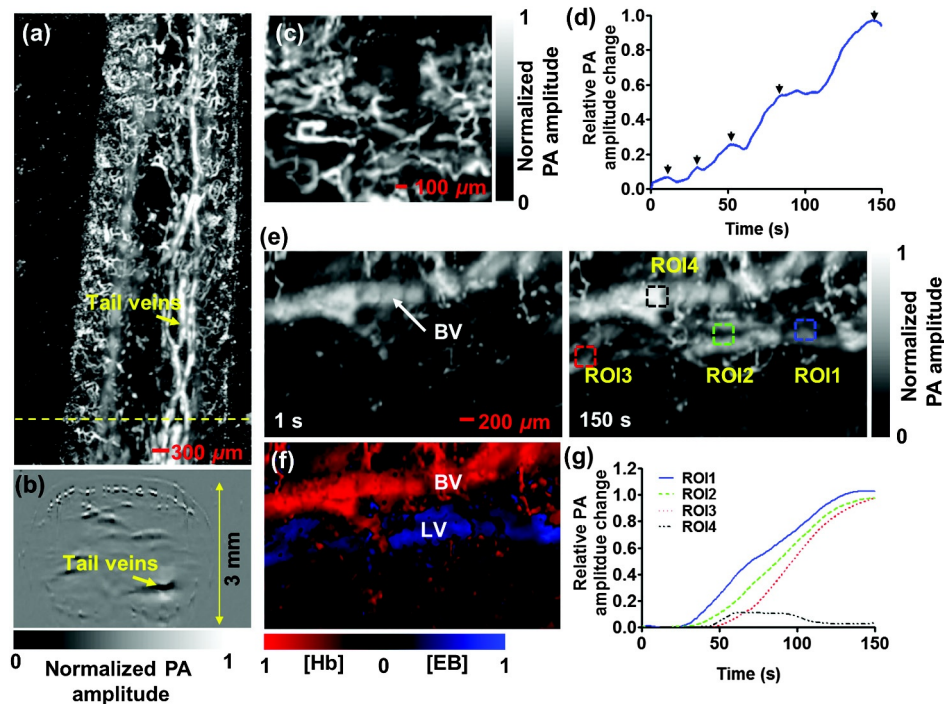 (a)
Tail veins
300 µm
(b)
Tail veins
3 mm
0 1
Normalized PA
amplitude
(c)
100 µm
1
0
Normalized
PA amplitude
(d)
Relative PA
amplitude change
1.0
0.8
0.6
0.4
0.2
0.0
0 50 100 150
Time (s)
(e)
BV
1 s
200 µm
ROI4
ROI3
ROI2
ROI1
150 s
1
0
Normalized
PA amplitude
(f)
BV
LV
1 [Hb] 0 [EB] 1
(g)
Relative PA
amplitdue change
1.2
1.0
0.8
0.6
0.4
0.2
0.0
ROI1
ROI2
ROI3
ROI4
0 50 100 150
Time (s)